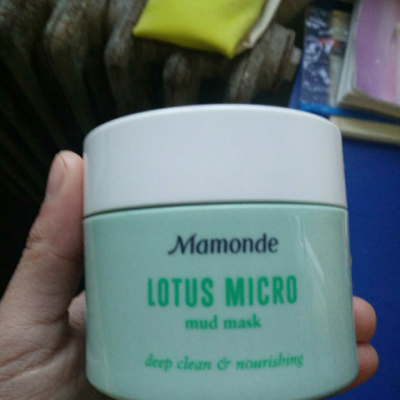 Mamonde
LOTUS MICRO
mud mask
deep clean & nourishing